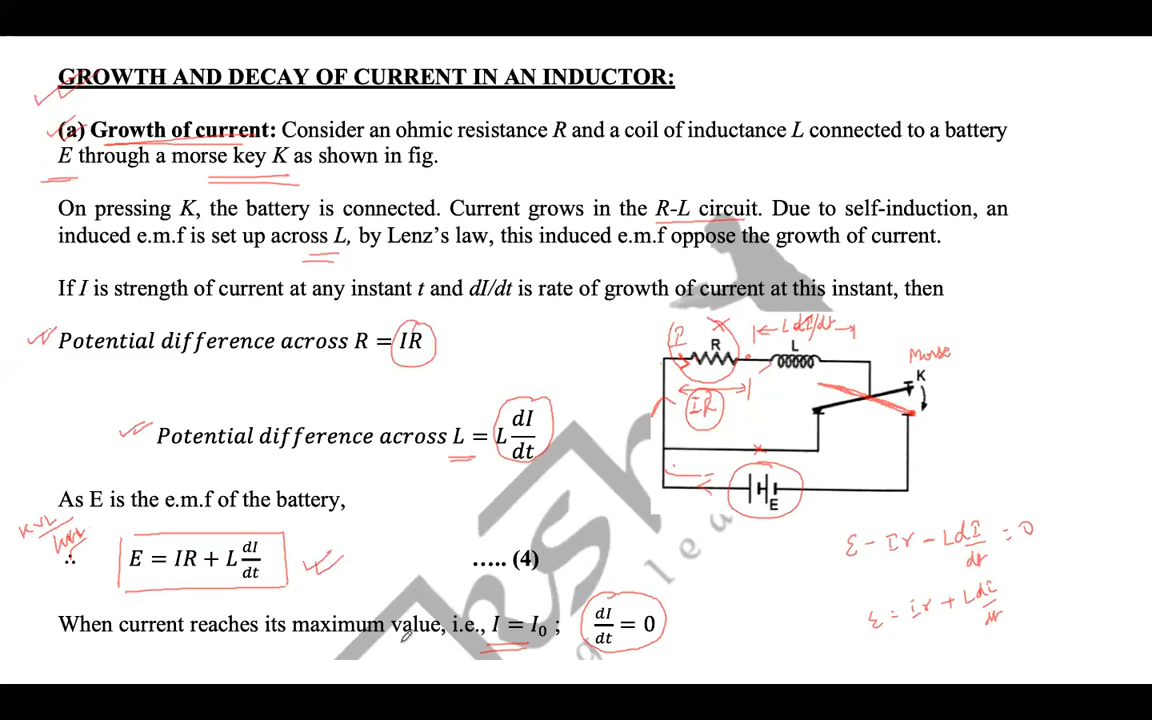 GROWTH AND DECAY OF CURRENT IN AN INDUCTOR:
(a) Growth of current: Consider an ohmic resistance R and a coil of inductance L connected to a battery
E through a morse key K as shown in fig.
On pressing K, the battery is connected. Current grows in the R-L circuit. Due to self-induction, an
induced e.m.f is set up across L, by Lenz's law, this induced e.m.f oppose the growth of current.
If I is strength of current at any instant t and dI/dt is rate of growth of current at this instant, then
Potential difference across R = IR
Potential difference across L = L dI/dt
As E is the e.m.f of the battery,
KVL
∴ E = IR + L dI/dt ..... (4)
When current reaches its maximum value, i.e., I = I₀ ; dI/dt = 0
L dI/dt
R
L
Morse
K
I
IR
E
ε - Ir - L dI/dt = 0
ε = Ir + L dI/dt